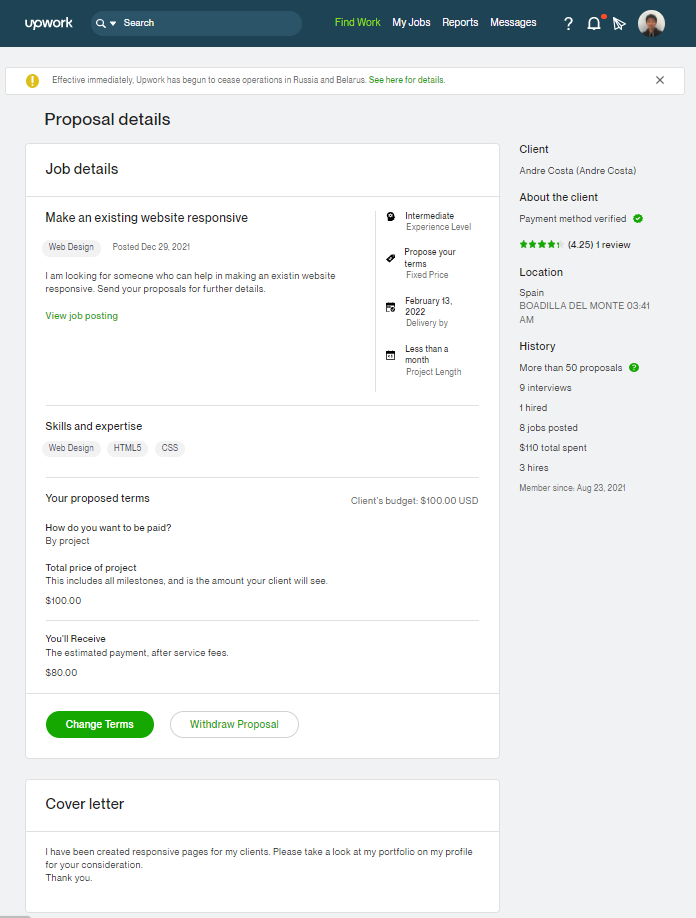 upwork
Search
Find Work
My Jobs
Reports
Messages
?
Effective immediately, Upwork has begun to cease operations in Russia and Belarus. See here for details.
Proposal details
Job details
Make an existing website responsive
Web Design
Posted Dec 29, 2021
I am looking for someone who can help in making an existin website
responsive. Send your proposals for further details.
View job posting
Intermediate
Experience Level
Propose your
terms
Fixed Price
February 13,
2022
Delivery by
Less than a
month
Project Length
Skills and expertise
Web Design
HTML5
CSS
Your proposed terms
Client's budget: $100.00 USD
How do you want to be paid?
By project
Total price of project
This includes all milestones, and is the amount your client will see.
$100.00
You'll Receive
The estimated payment, after service fees.
$80.00
Change Terms
Withdraw Proposal
Cover letter
I have been created responsive pages for my clients. Please take a look at my portfolio on my profile
for your consideration.
Thank you.
Client
Andre Costa (Andre Costa)
About the client
Payment method verified
(4.25) 1 review
Location
Spain
BOADILLA DEL MONTE 03:41
AM
History
More than 50 proposals
?
9 interviews
1 hired
8 jobs posted
$110 total spent
3 hires
Member since: Aug 23, 2021